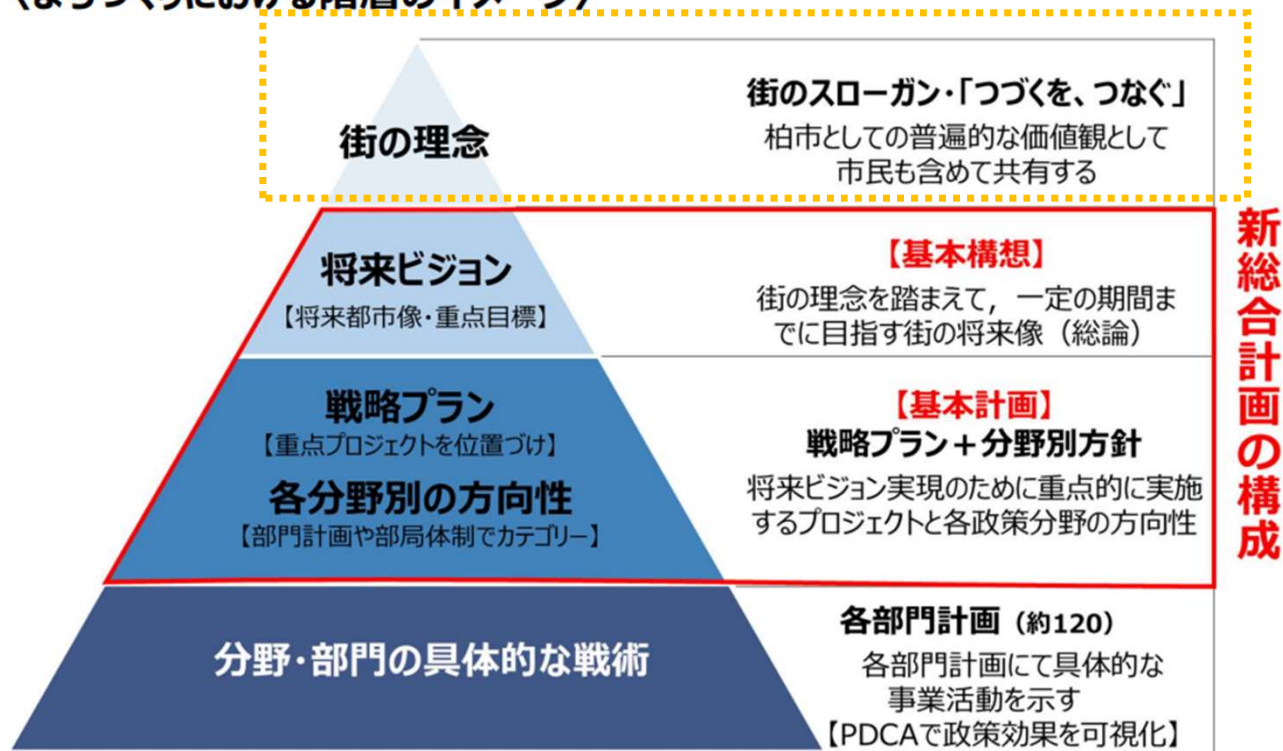 街の理念
街のスローガン・「つづくを、つなぐ」
柏市としての普遍的な価値観として
市民も含めて共有する
将来ビジョン
【将来都市像・重点目標】
【基本構想】
街の理念を踏まえて，一定の期間ま
でに目指す街の将来像（総論）
戦略プラン
【重点プロジェクトを位置づけ】
各分野別の方向性
【部門計画や部局体制でカテゴリー】
【基本計画】
戦略プラン＋分野別方針
将来ビジョン実現のために重点的に実施
するプロジェクトと各政策分野の方向性
新総合計画の構成
分野・部門の具体的な戦術
各部門計画（約120）
各部門計画にて具体的な
事業活動を示す
【PDCAで政策効果を可視化】